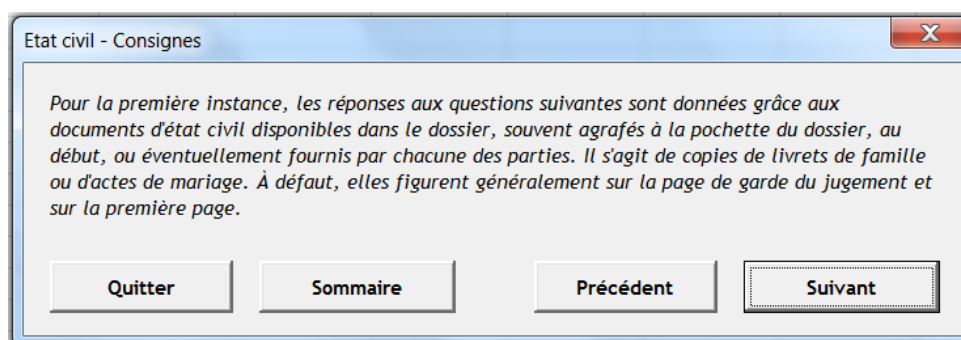 Etat civil - Consignes
Pour la première instance, les réponses aux questions suivantes sont données grâce aux
documents d'état civil disponibles dans le dossier, souvent agrafés à la pochette du dossier, au
début, ou éventuellement fournis par chacune des parties. Il s'agit de copies de livrets de famille
ou d'actes de mariage. À défaut, elles figurent généralement sur la page de garde du jugement et
sur la première page.
Quitter Sommaire Précédent Suivant